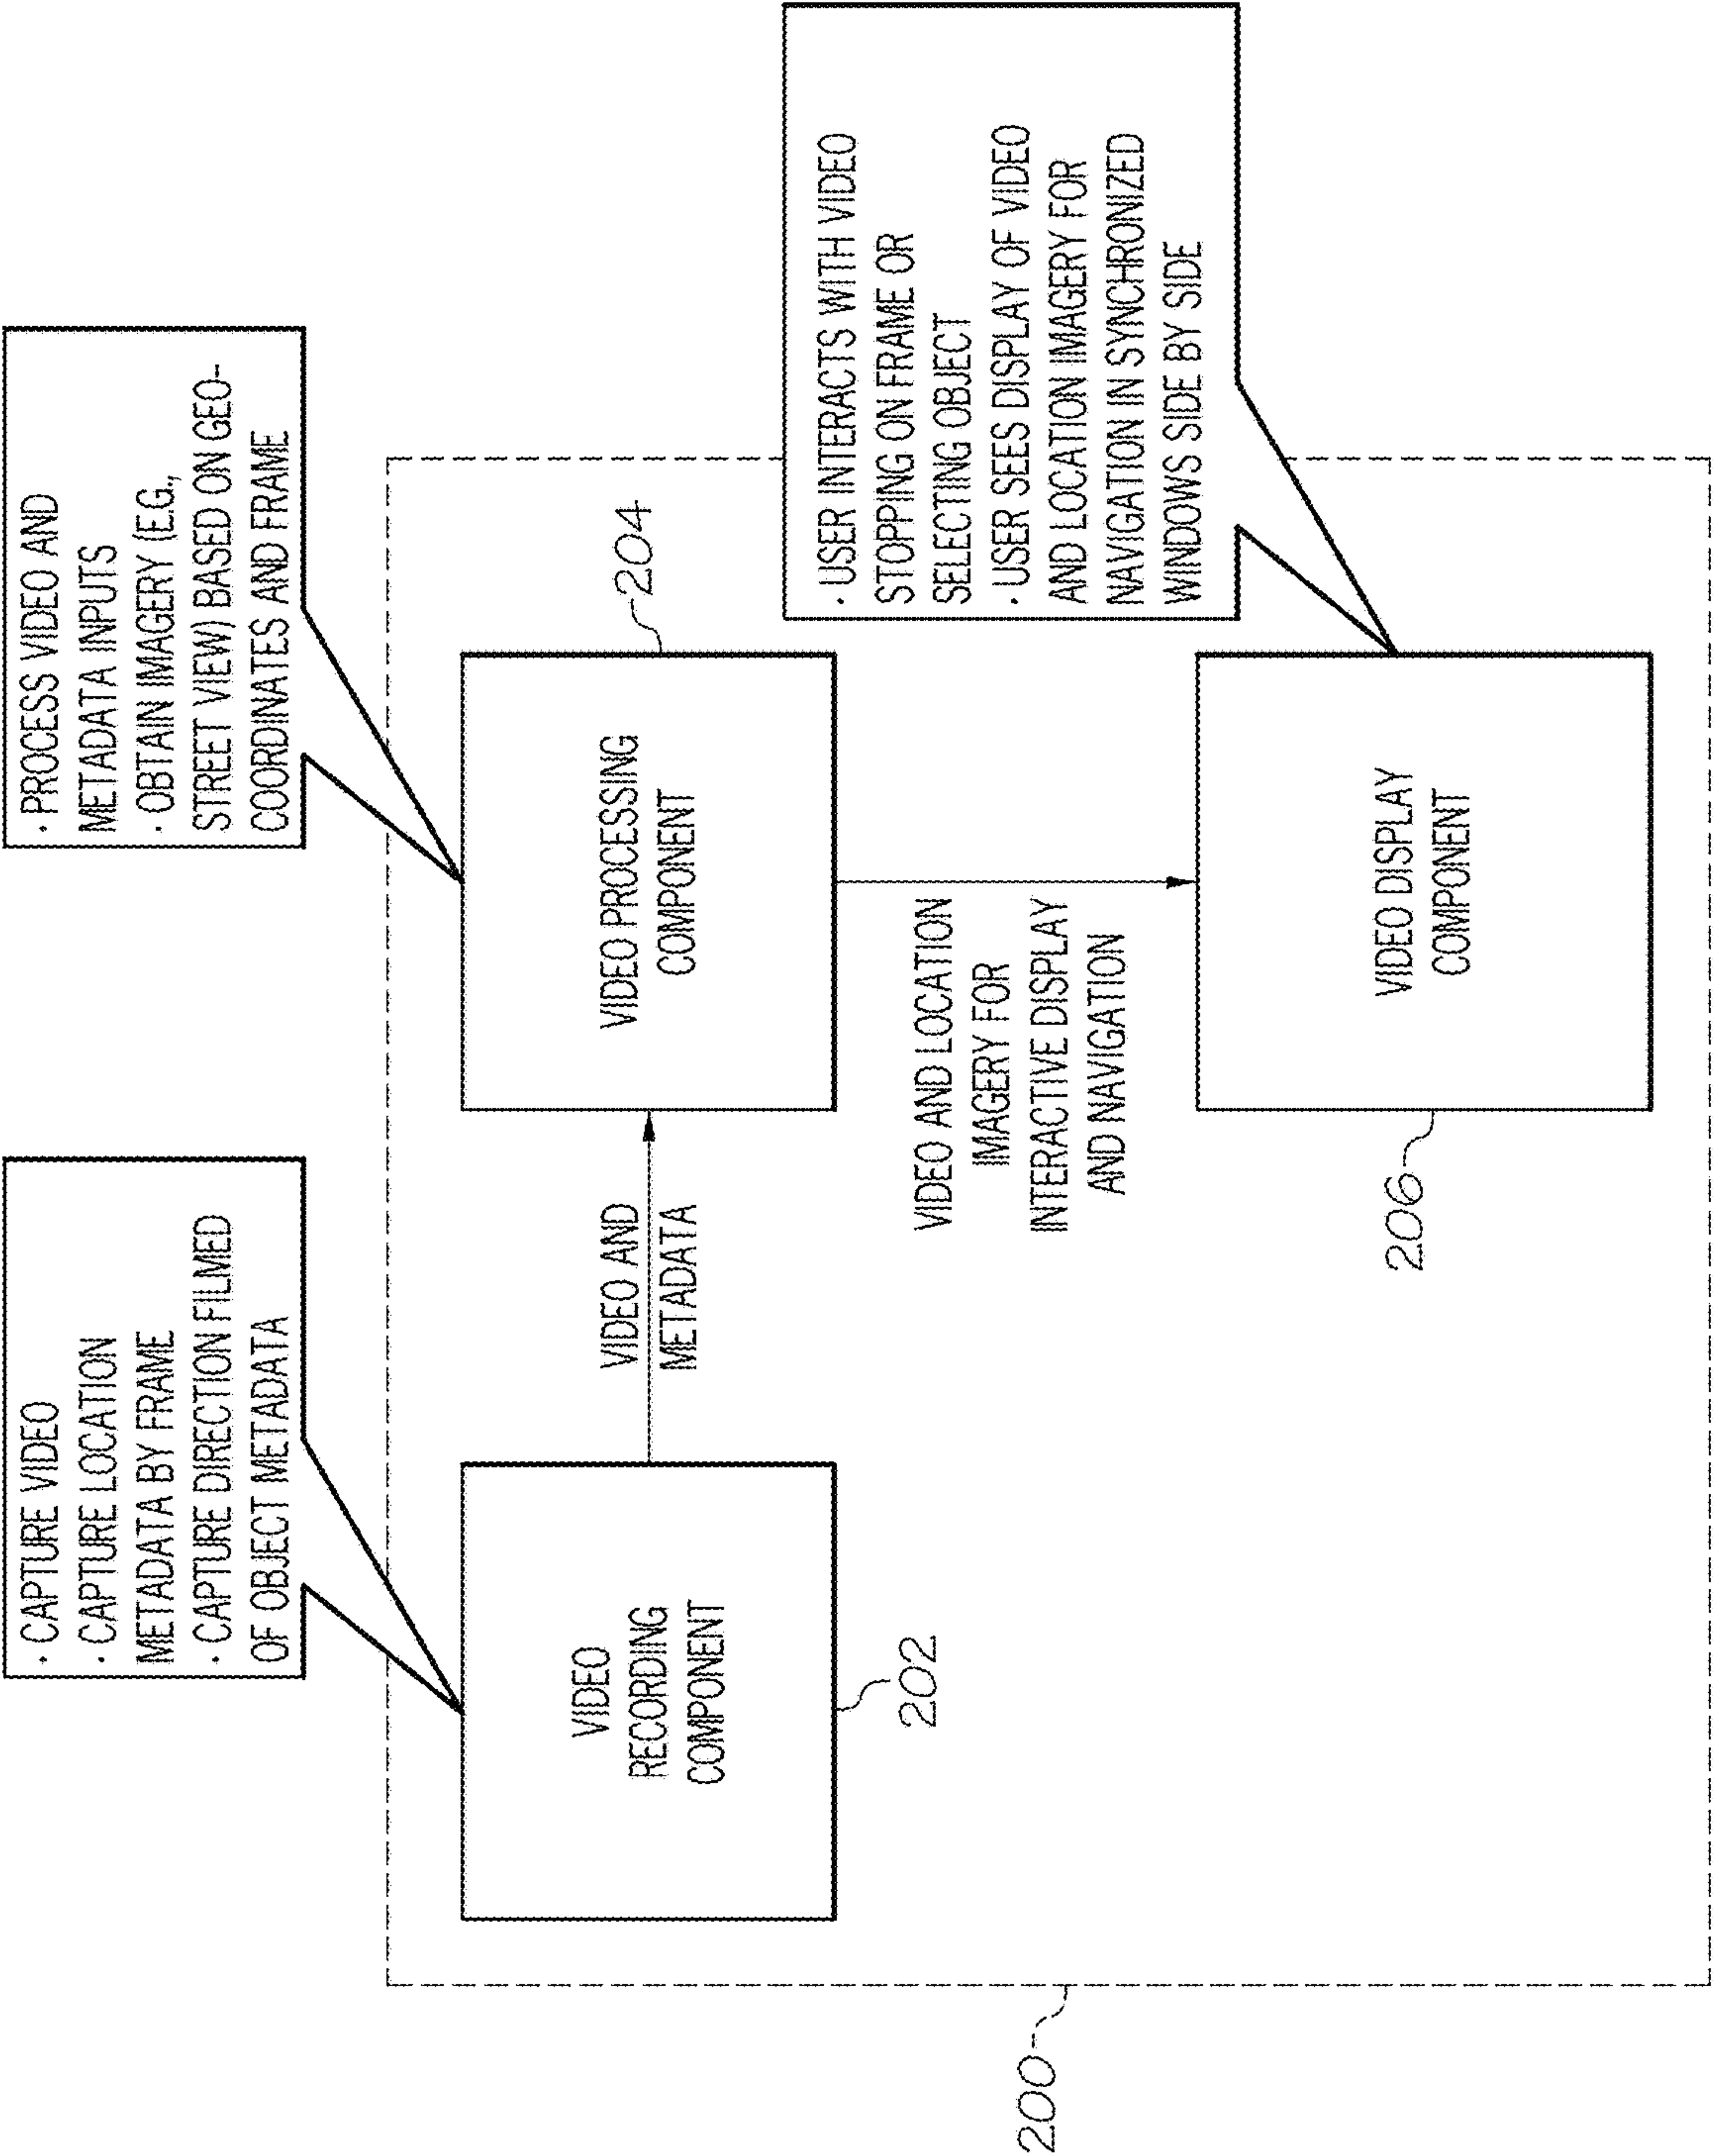 · CAPTURE VIDEO
· CAPTURE LOCATION
METADATA BY FRAME
· CAPTURE DIRECTION FILMED
OF OBJECT METADATA
· PROCESS VIDEO AND
METADATA INPUTS
· OBTAIN IMAGERY (E.G.,
STREET VIEW) BASED ON GEO-
COORDINATES AND FRAME
VIDEO
RECORDING
COMPONENT
202
VIDEO AND
METADATA
VIDEO PROCESSING
COMPONENT
204
· USER INTERACTS WITH VIDEO
STOPPING ON FRAME OR
SELECTING OBJECT
· USER SEES DISPLAY OF VIDEO
AND LOCATION IMAGERY FOR
NAVIGATION IN SYNCHRONIZED
WINDOWS SIDE BY SIDE
VIDEO AND LOCATION
IMAGERY FOR
INTERACTIVE DISPLAY
AND NAVIGATION
200
206
VIDEO DISPLAY
COMPONENT